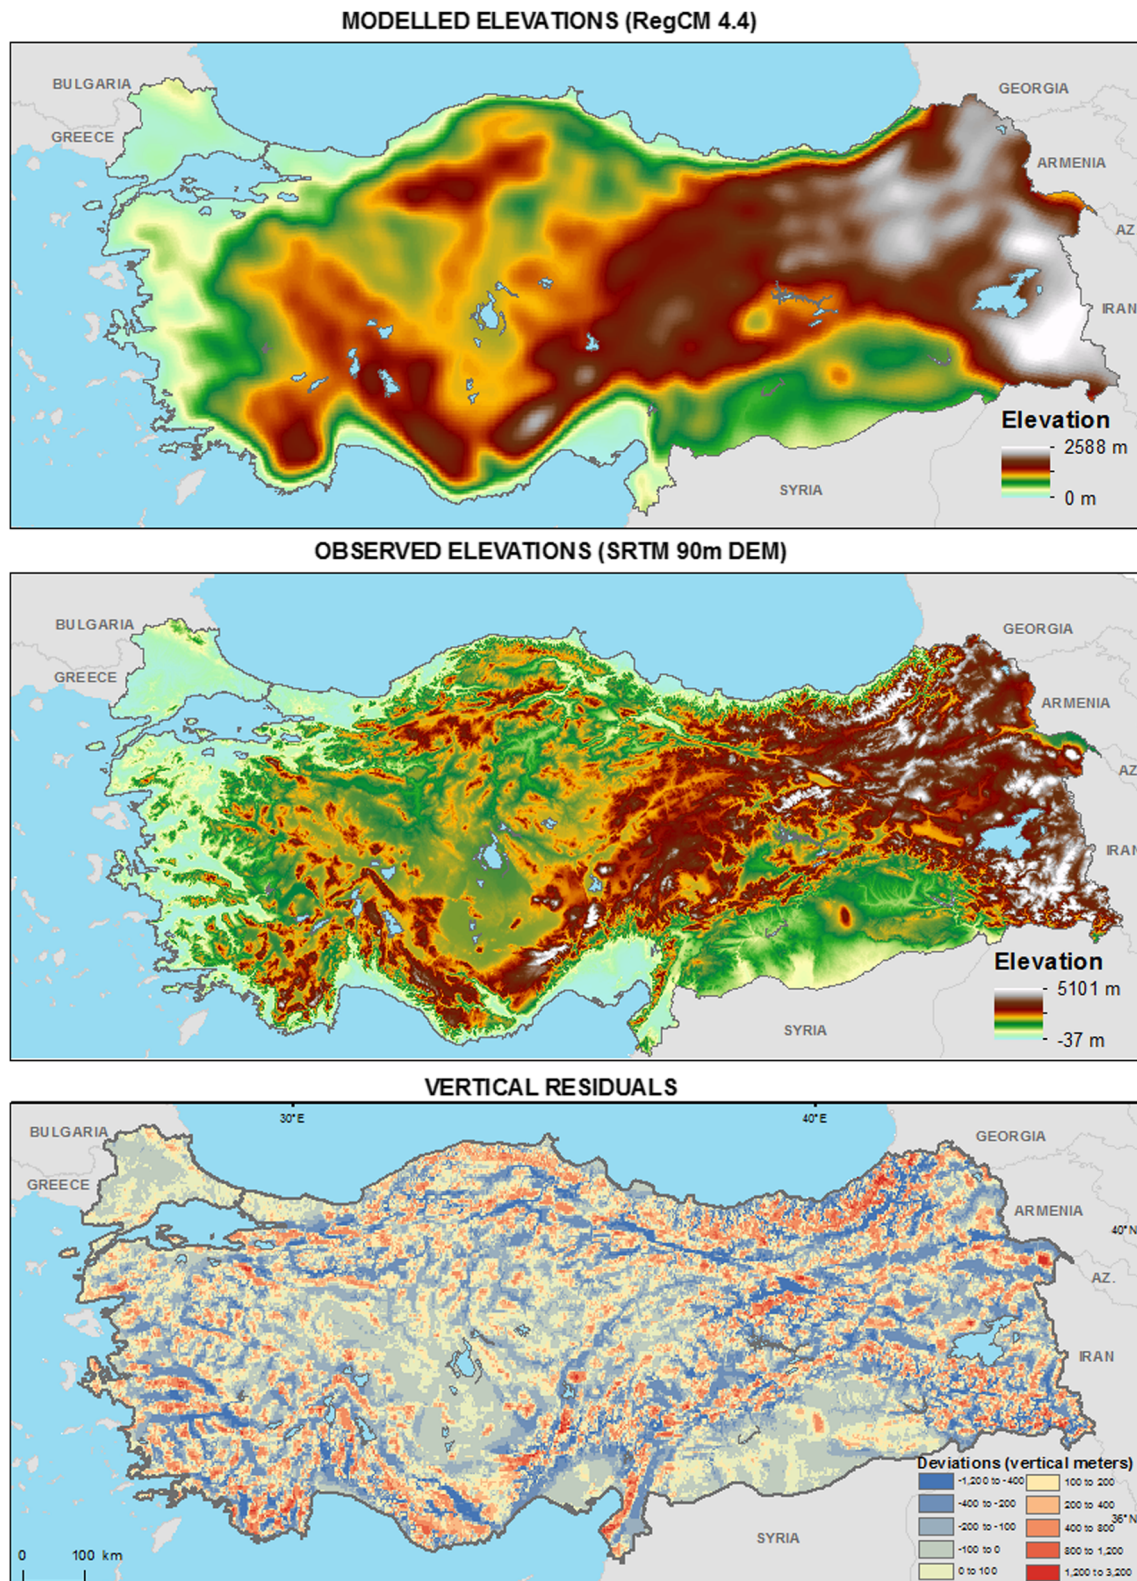 MODELLED ELEVATIONS (RegCM 4.4)
BULGARIA
GEORGIA
GREECE
ARMENIA
AZ
IRAN
Elevation
2588 m
0 m
SYRIA
OBSERVED ELEVATIONS (SRTM 90m DEM)
BULGARIA
GEORGIA
GREECE
ARMENIA
AZ
IRAN
Elevation
5101 m
-37 m
SYRIA
VERTICAL RESIDUALS
30°E
40°E
BULGARIA
GEORGIA
GREECE
ARMENIA
40°N
AZ.
IRAN
Deviations (vertical meters)
-1,200 to -400
100 to 200
-400 to -200
200 to 400
-200 to -100
400 to 800
36°N
-100 to 0
800 to 1,200
0 to 100
1,200 to 3,200
SYRIA
0 100 km